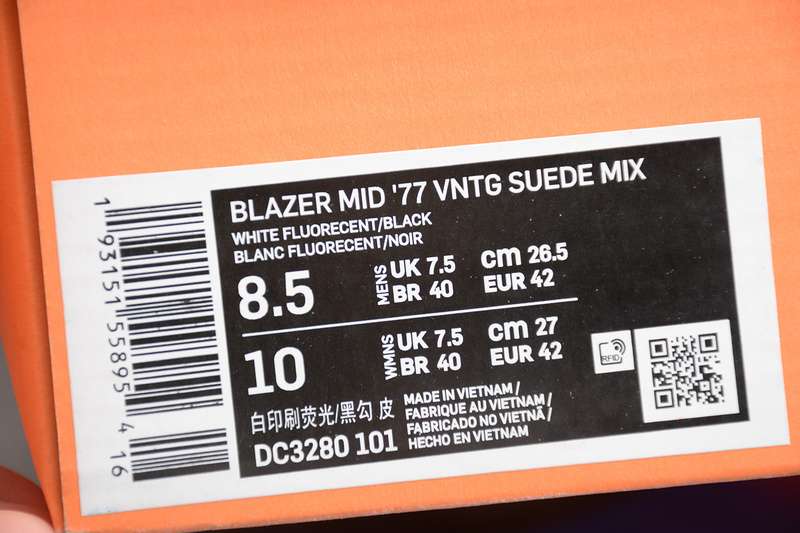 BLAZER MID '77 VNTG SUEDE MIX
WHITE FLUORECENT/BLACK
BLANC FLUORECENT/NOIR
8.5
MENS
UK 7.5
BR 40
cm 26.5
EUR 42
10
WMNS
UK 7.5
BR 40
cm 27
EUR 42
白印刷荧光/黑勾 皮
DC3280 101
MADE IN VIETNAM /
FABRIQUE AU VIETNAM /
FABRICADO NO VIETNÃ /
HECHO EN VIETNAM
RFID
1 93151 55895 4 16